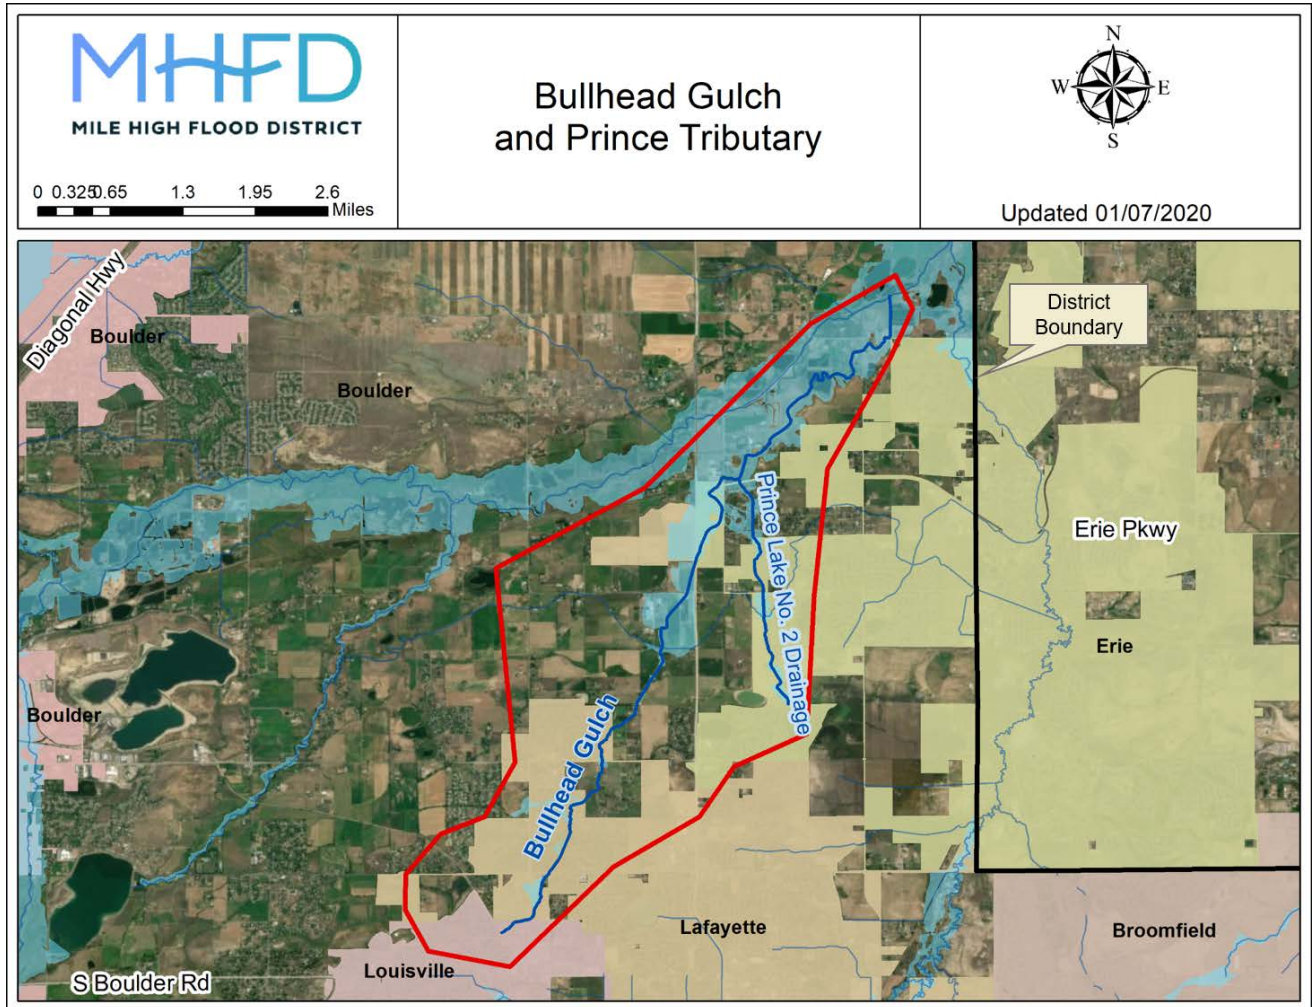 MHFD
MILE HIGH FLOOD DISTRICT
0 0.325 0.65 1.3 1.95 2.6
Miles
Bullhead Gulch
and Prince Tributary
N
W E
S
Updated 01/07/2020
Diagonal Hwy
Boulder
Boulder
District
Boundary
Prince Lake No. 2 Drainage
Erie Pkwy
Erie
Boulder
Bullhead Gulch
Lafayette
Broomfield
Louisville
S Boulder Rd